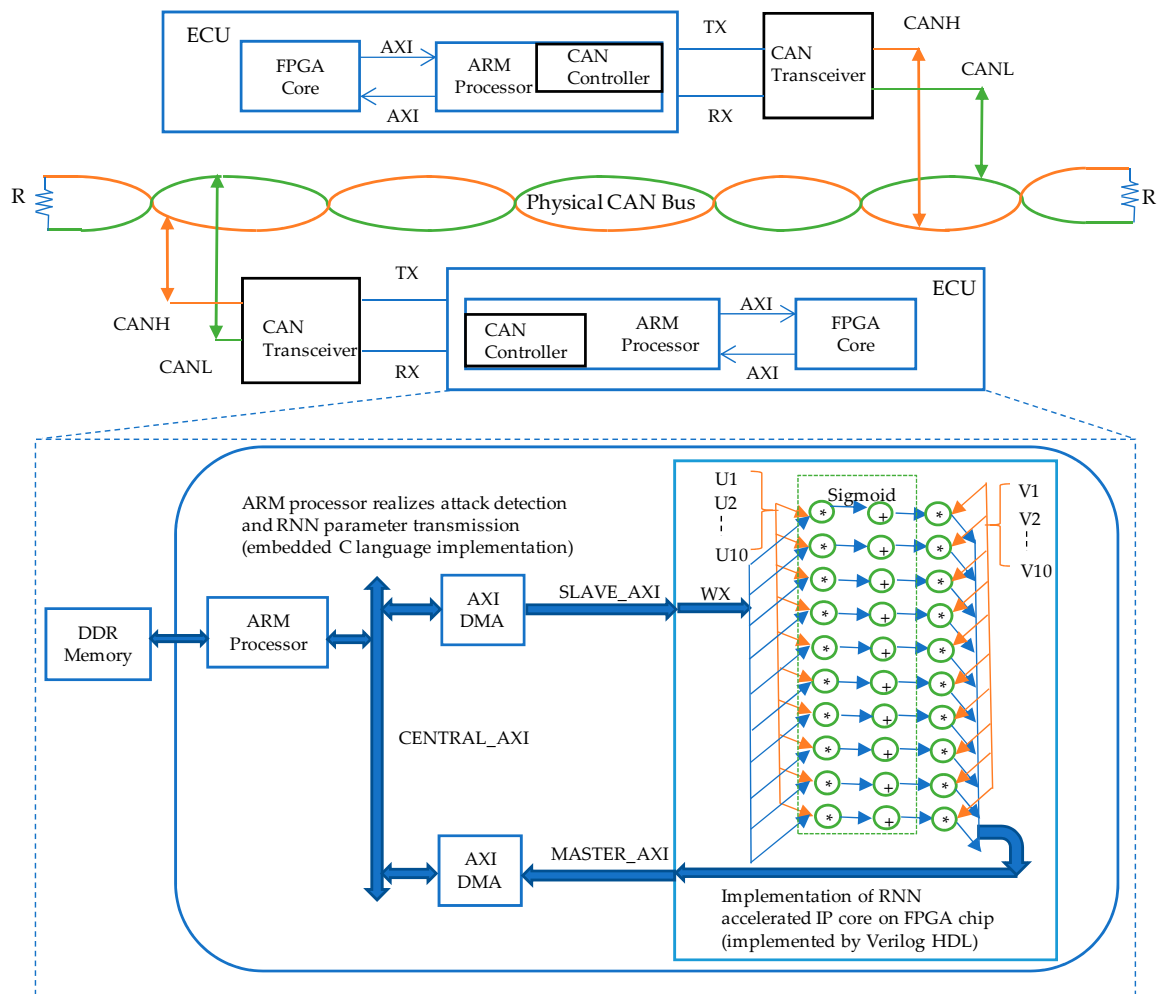 ECU
TX
CANH
AXI
FPGA
Core
ARM
Processor
CAN
Controller
CAN
Transceiver
CANL
AXI
RX
R
Physical CAN Bus
R
TX
ECU
CANH
CAN
Transceiver
CANL
RX
CAN
Controller
ARM
Processor
AXI
FPGA
Core
AXI
ARM processor realizes attack detection
and RNN parameter transmission
(embedded C language implementation)
U1
U2
U10
Sigmoid
V1
V2
V10
* + *
* + *
* + *
* + *
* + *
* + *
* + *
* + *
* + *
* + *
DDR
Memory
ARM
Processor
AXI
DMA
SLAVE_AXI
WX
CENTRAL_AXI
AXI
DMA
MASTER_AXI
Implementation of RNN
accelerated IP core on FPGA chip
(implemented by Verilog HDL)